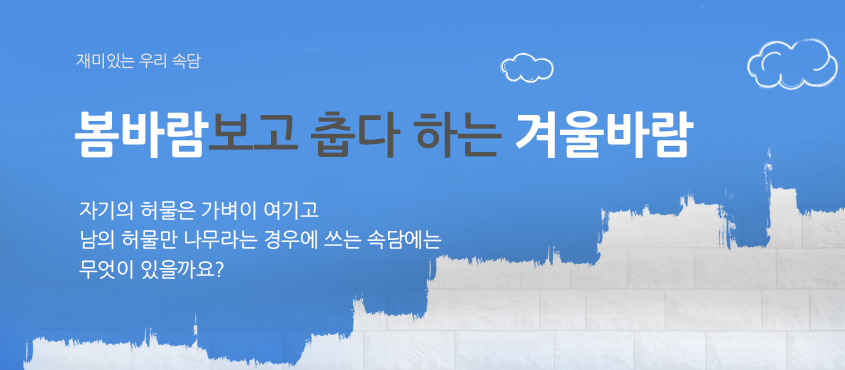 재미있는 우리 속담
봄바람보고 춥다 하는 겨울바람
자기의 허물은 가벼이 여기고
남의 허물만 나무라는 경우에 쓰는 속담에는
무엇이 있을까요?